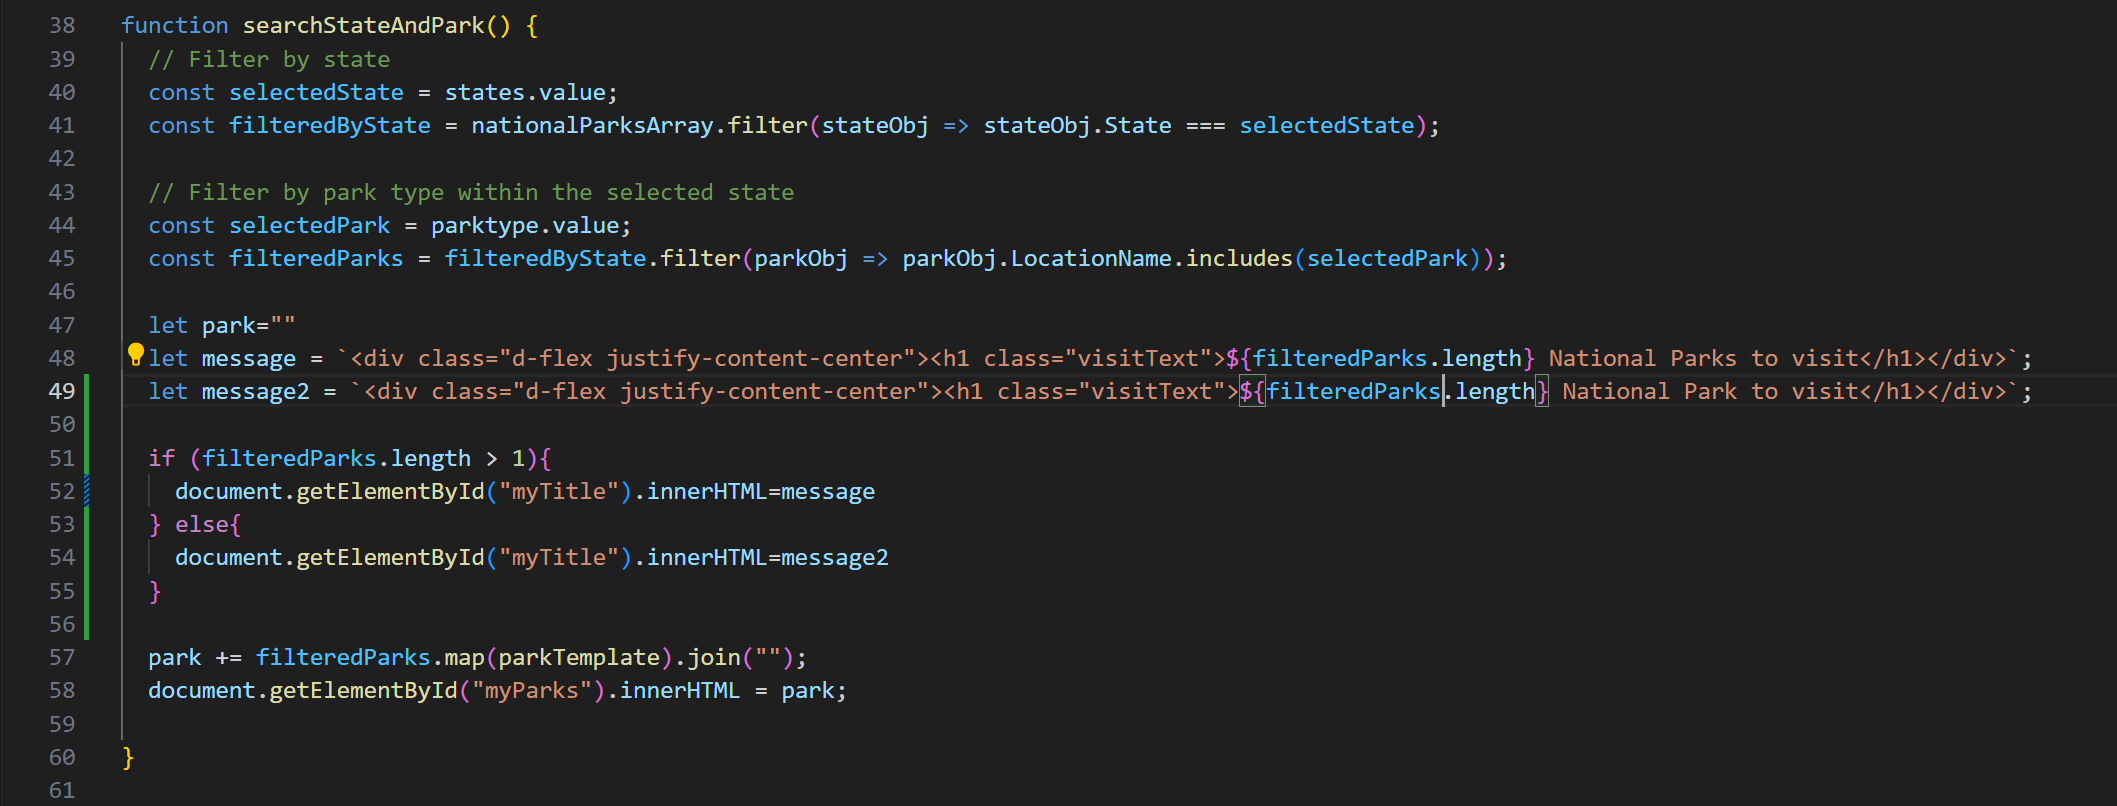 38 function searchStateAndPark() {
39   // Filter by state
40   const selectedState = states.value;
41   const filteredByState = nationalParksArray.filter(stateObj => stateObj.State === selectedState);
42
43   // Filter by park type within the selected state
44   const selectedPark = parktype.value;
45   const filteredParks = filteredByState.filter(parkObj => parkObj.LocationName.includes(selectedPark));
46
47   let park=""
48   let message = `<div class="d-flex justify-content-center"><h1 class="visitText">${filteredParks.length} National Parks to visit</h1></div>`;
49   let message2 = `<div class="d-flex justify-content-center"><h1 class="visitText">${filteredParks.length} National Park to visit</h1></div>`;
50
51   if (filteredParks.length > 1){
52     document.getElementById("myTitle").innerHTML=message
53   } else{
54     document.getElementById("myTitle").innerHTML=message2
55   }
56
57   park += filteredParks.map(parkTemplate).join("");
58   document.getElementById("myParks").innerHTML = park;
59
60 }
61